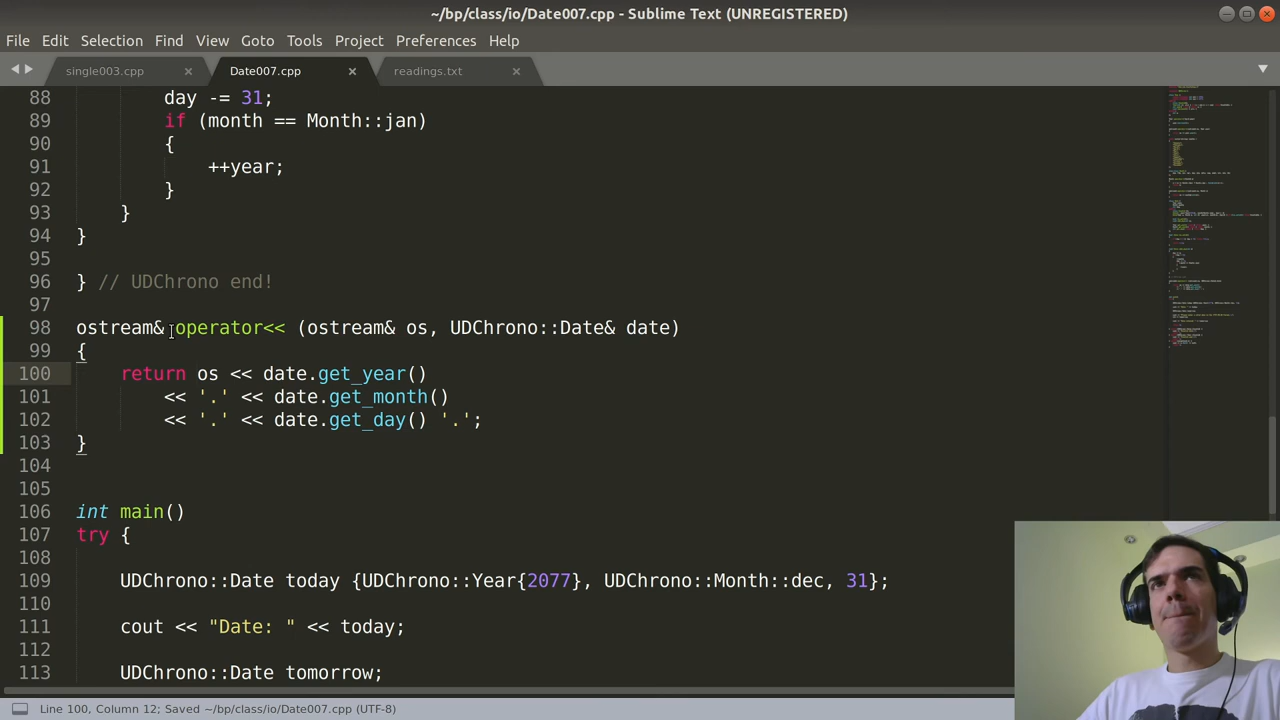 ~/bp/class/io/Date007.cpp - Sublime Text (UNREGISTERED)
File Edit Selection Find View Goto Tools Project Preferences Help
single003.cpp Date007.cpp readings.txt
88 day -= 31;
89 if (month == Month::jan)
90 {
91 ++year;
92 }
93 }
94 }
95
96 } // UDChrono end!
97
98 ostream& operator<< (ostream& os, UDChrono::Date& date)
99 {
100 return os << date.get_year()
101 << '.' << date.get_month()
102 << '.' << date.get_day() '.';
103 }
104
105
106 int main()
107 try {
108
109 UDChrono::Date today {UDChrono::Year{2077}, UDChrono::Month::dec, 31};
110
111 cout << "Date: " << today;
112
113 UDChrono::Date tomorrow;
Line 100, Column 12; Saved ~/bp/class/io/Date007.cpp (UTF-8)